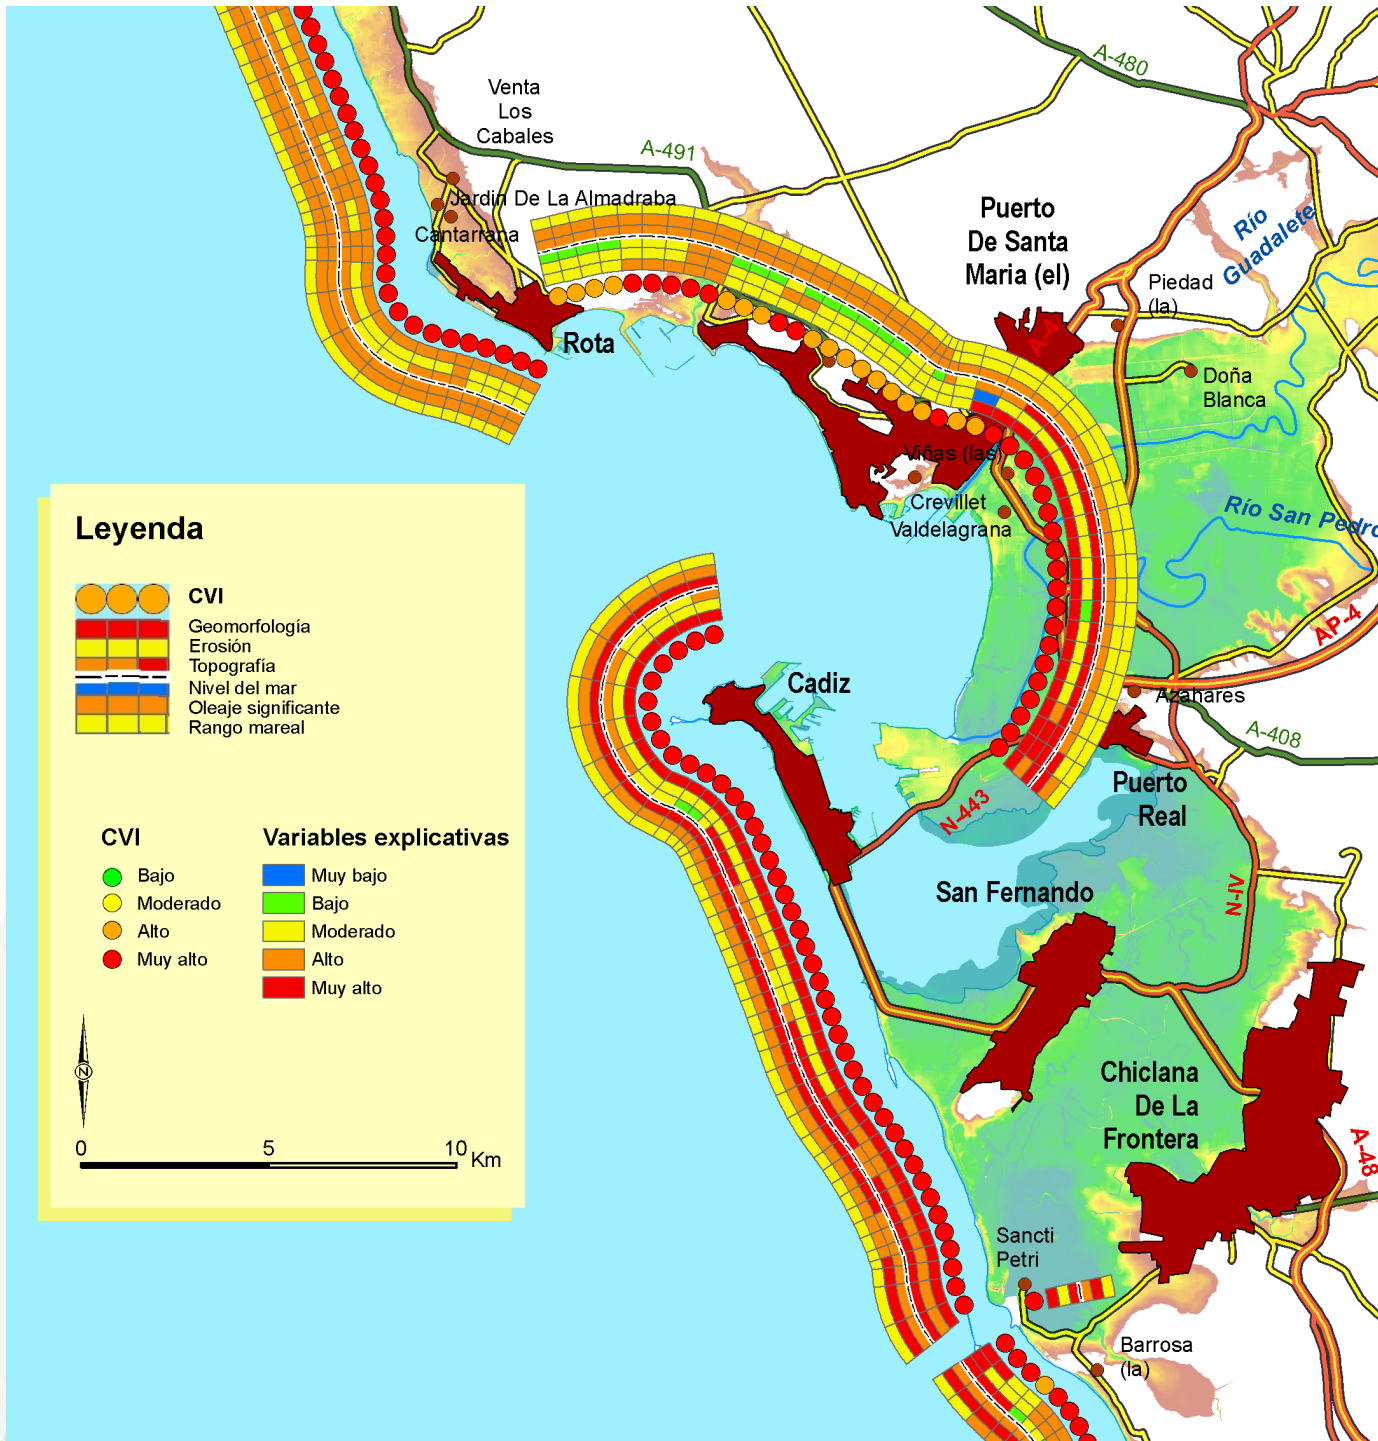 A-480
Venta
Los
Cabales
A-491
Jardin De La Almadraba
Cantarrana
Puerto
De Santa
Maria (el)
Río
Guadalete
Piedad
(la)
A-4
Rota
Doña
Blanca
Viñas (las)
Crevillet
Valdelagrana
Río San Pedro
AP-4
Cadiz
Azahares
A-408
Puerto
Real
N-443
San Fernando
N-IV
Chiclana
De La
Frontera
A-48
Sancti
Petri
Barrosa
(la)
Leyenda
CVI
Geomorfología
Erosión
Topografía
Nivel del mar
Oleaje significante
Rango mareal
CVI
Bajo
Moderado
Alto
Muy alto
Variables explicativas
Muy bajo
Bajo
Moderado
Alto
Muy alto
N
0 5 10 Km